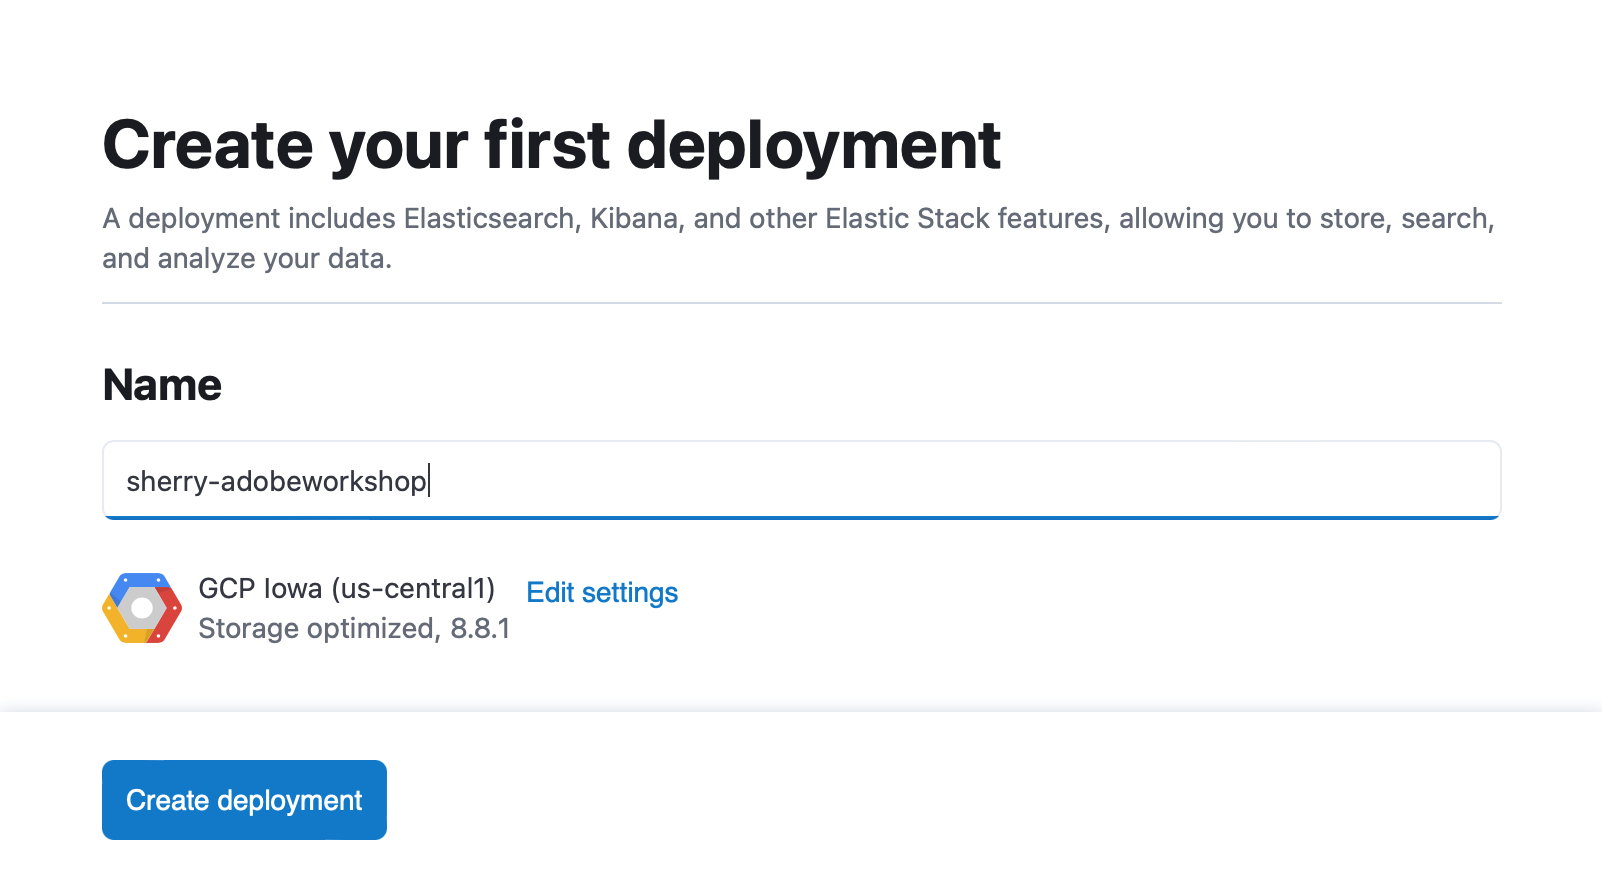 Create your first deployment
A deployment includes Elasticsearch, Kibana, and other Elastic Stack features, allowing you to store, search,
and analyze your data.
Name
sherry-adobeworkshop
GCP Iowa (us-central1) Edit settings
Storage optimized, 8.8.1
Create deployment